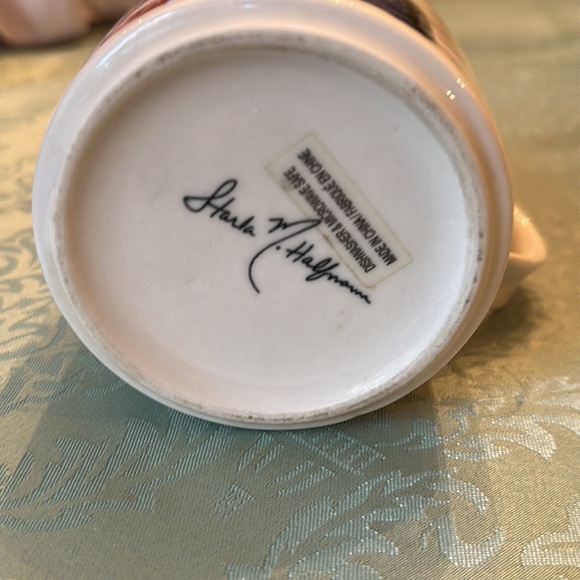 Starla M. Halfmann
DISHWASHER & MICROWAVE SAFE
MADE IN CHINA / FABRIQUÉ EN CHINE